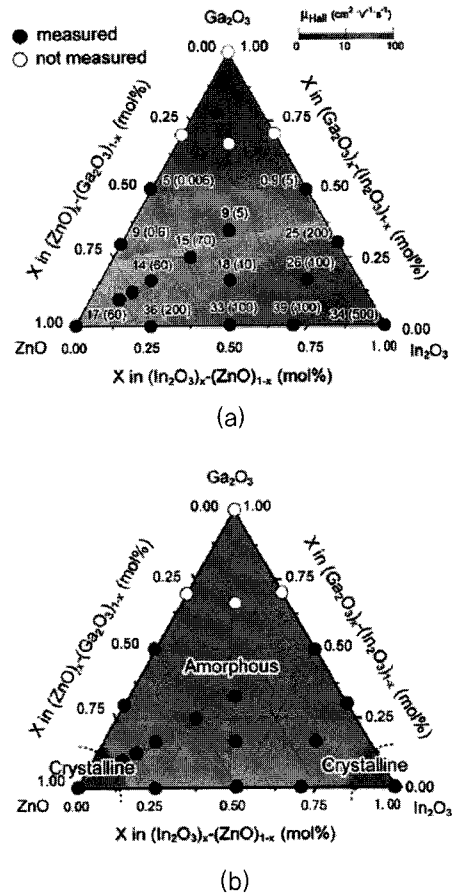 ● measured
○ not measured
Ga₂O₃
μHall (cm² ·V⁻¹·s⁻¹)
1 10 100
0.00 1.00
0.25 0.75
X in (ZnO)ₓ-(Ga₂O₃)₁₋ₓ (mol%)
X in (Ga₂O₃)ₓ-(In₂O₃)₁₋ₓ (mol%)
0.50 5 (0.006) 0.9 (5) 0.50
9 (5)
0.75 9 (0.6) 15 (70) 25 (200) 0.25
14 (60) 18 (10) 26 (100)
1.00 17 (60) 36 (200) 33 (100) 39 (100) 34 (500) 0.00
ZnO 0.00 0.25 0.50 0.75 1.00 In₂O₃
X in (In₂O₃)ₓ-(ZnO)₁₋ₓ (mol%)
(a)
Ga₂O₃
0.00 1.00
0.25 0.75
X in (ZnO)ₓ-(Ga₂O₃)₁₋ₓ (mol%)
X in (Ga₂O₃)ₓ-(In₂O₃)₁₋ₓ (mol%)
0.50 0.50
Amorphous
0.75 0.25
Crystalline Crystalline
1.00 0.00
ZnO 0.00 0.25 0.50 0.75 1.00 In₂O₃
X in (In₂O₃)ₓ-(ZnO)₁₋ₓ (mol%)
(b)